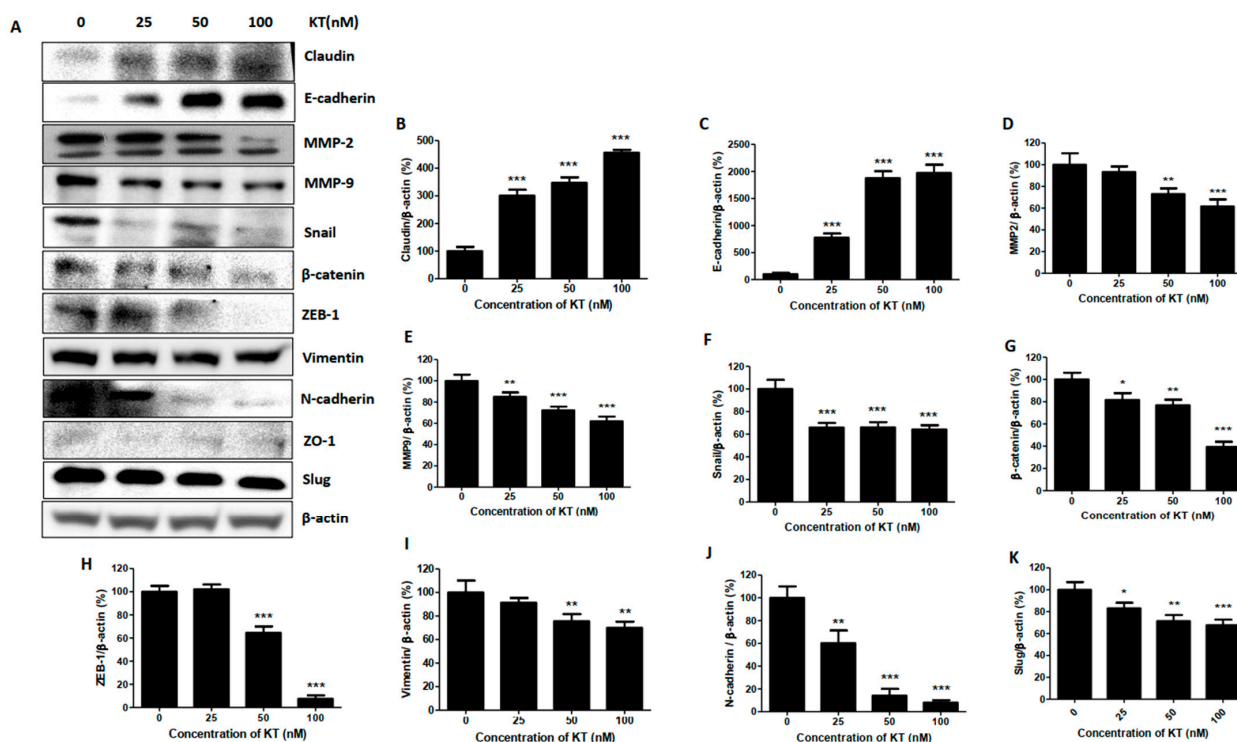 A
0 25 50 100 KT(nM)
Claudin
E-cadherin
MMP-2
MMP-9
Snail
β-catenin
ZEB-1
Vimentin
N-cadherin
ZO-1
Slug
β-actin
B
Claudin/β-actin (%)
500
400
300
200
100
0
***
***
***
0 25 50 100
Concentration of KT (nM)
C
E-cadherin/β-actin (%)
2000
1500
1000
500
0
***
***
***
0 25 50 100
Concentration of KT (nM)
D
MMP2/ β-actin (%)
120
100
80
60
40
20
0
**
***
0 25 50 100
Concentration of KT (nM)
E
MMP9/ β-actin (%)
120
100
80
60
40
20
0
**
***
***
0 25 50 100
Concentration of KT (nM)
F
Snail/β-actin (%)
120
100
80
60
40
20
0
***
***
***
0 25 50 100
Concentration of KT (nM)
G
β-catenin/β-actin (%)
120
100
80
60
40
20
0
*
**
***
0 25 50 100
Concentration of KT (nM)
H
ZEB-1/β-actin (%)
120
100
80
60
40
20
0
***
***
0 25 50 100
Concentration of KT (nM)
I
Vimentin/ β-actin (%)
120
100
80
60
40
20
0
**
**
0 25 50 100
Concentration of KT (nM)
J
N-cadherin / β-actin (%)
120
100
80
60
40
20
0
**
***
***
0 25 50 100
Concentration of KT (nM)
K
Slug/β-actin (%)
120
100
80
60
40
20
0
*
**
***
0 25 50 100
Concentration of KT (nM)